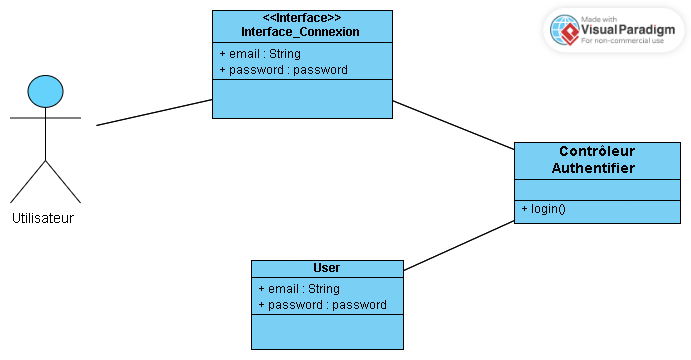 <<Interface>>
Interface_Connexion
+ email : String
+ password : password
Made with
Visual Paradigm
For non-commercial use
Contrôleur
Authentifier
+ login()
Utilisateur
User
+ email : String
+ password : password